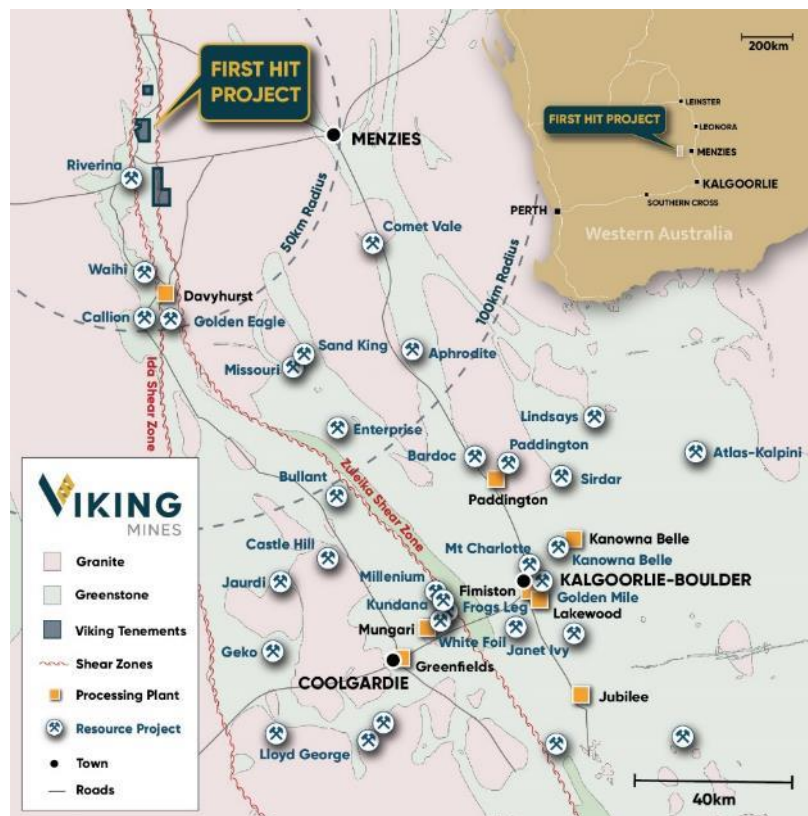 FIRST HIT
PROJECT
200km
LEINSTER
LEONORA
FIRST HIT PROJECT
MENZIES
KALGOORLIE
SOUTHERN CROSS
PERTH
Western Australia
MENZIES
Riverina
50km Radius
Comet Vale
100km Radius
Waihi
Davyhurst
Callion
Golden Eagle
Sand King
Missouri
Aphrodite
Ida Shear Zone
Enterprise
Lindsays
Bardoc
Paddington
Atlas-Kalpini
Sirdar
Paddington
Bullant
Zuleika Shear Zone
Castle Hill
Mt Charlotte
Kanowna Belle
Kanowna Belle
Jaurdi
Millenium
Fimiston
KALGOORLIE-BOULDER
Kundana
Frogs Leg
Golden Mile
Lakewood
Mungari
White Foil
Janet Ivy
Geko
Greenfields
COOLGARDIE
Jubilee
Lloyd George
40km
VIKING
MINES
Granite
Greenstone
Viking Tenements
Shear Zones
Processing Plant
Resource Project
Town
Roads